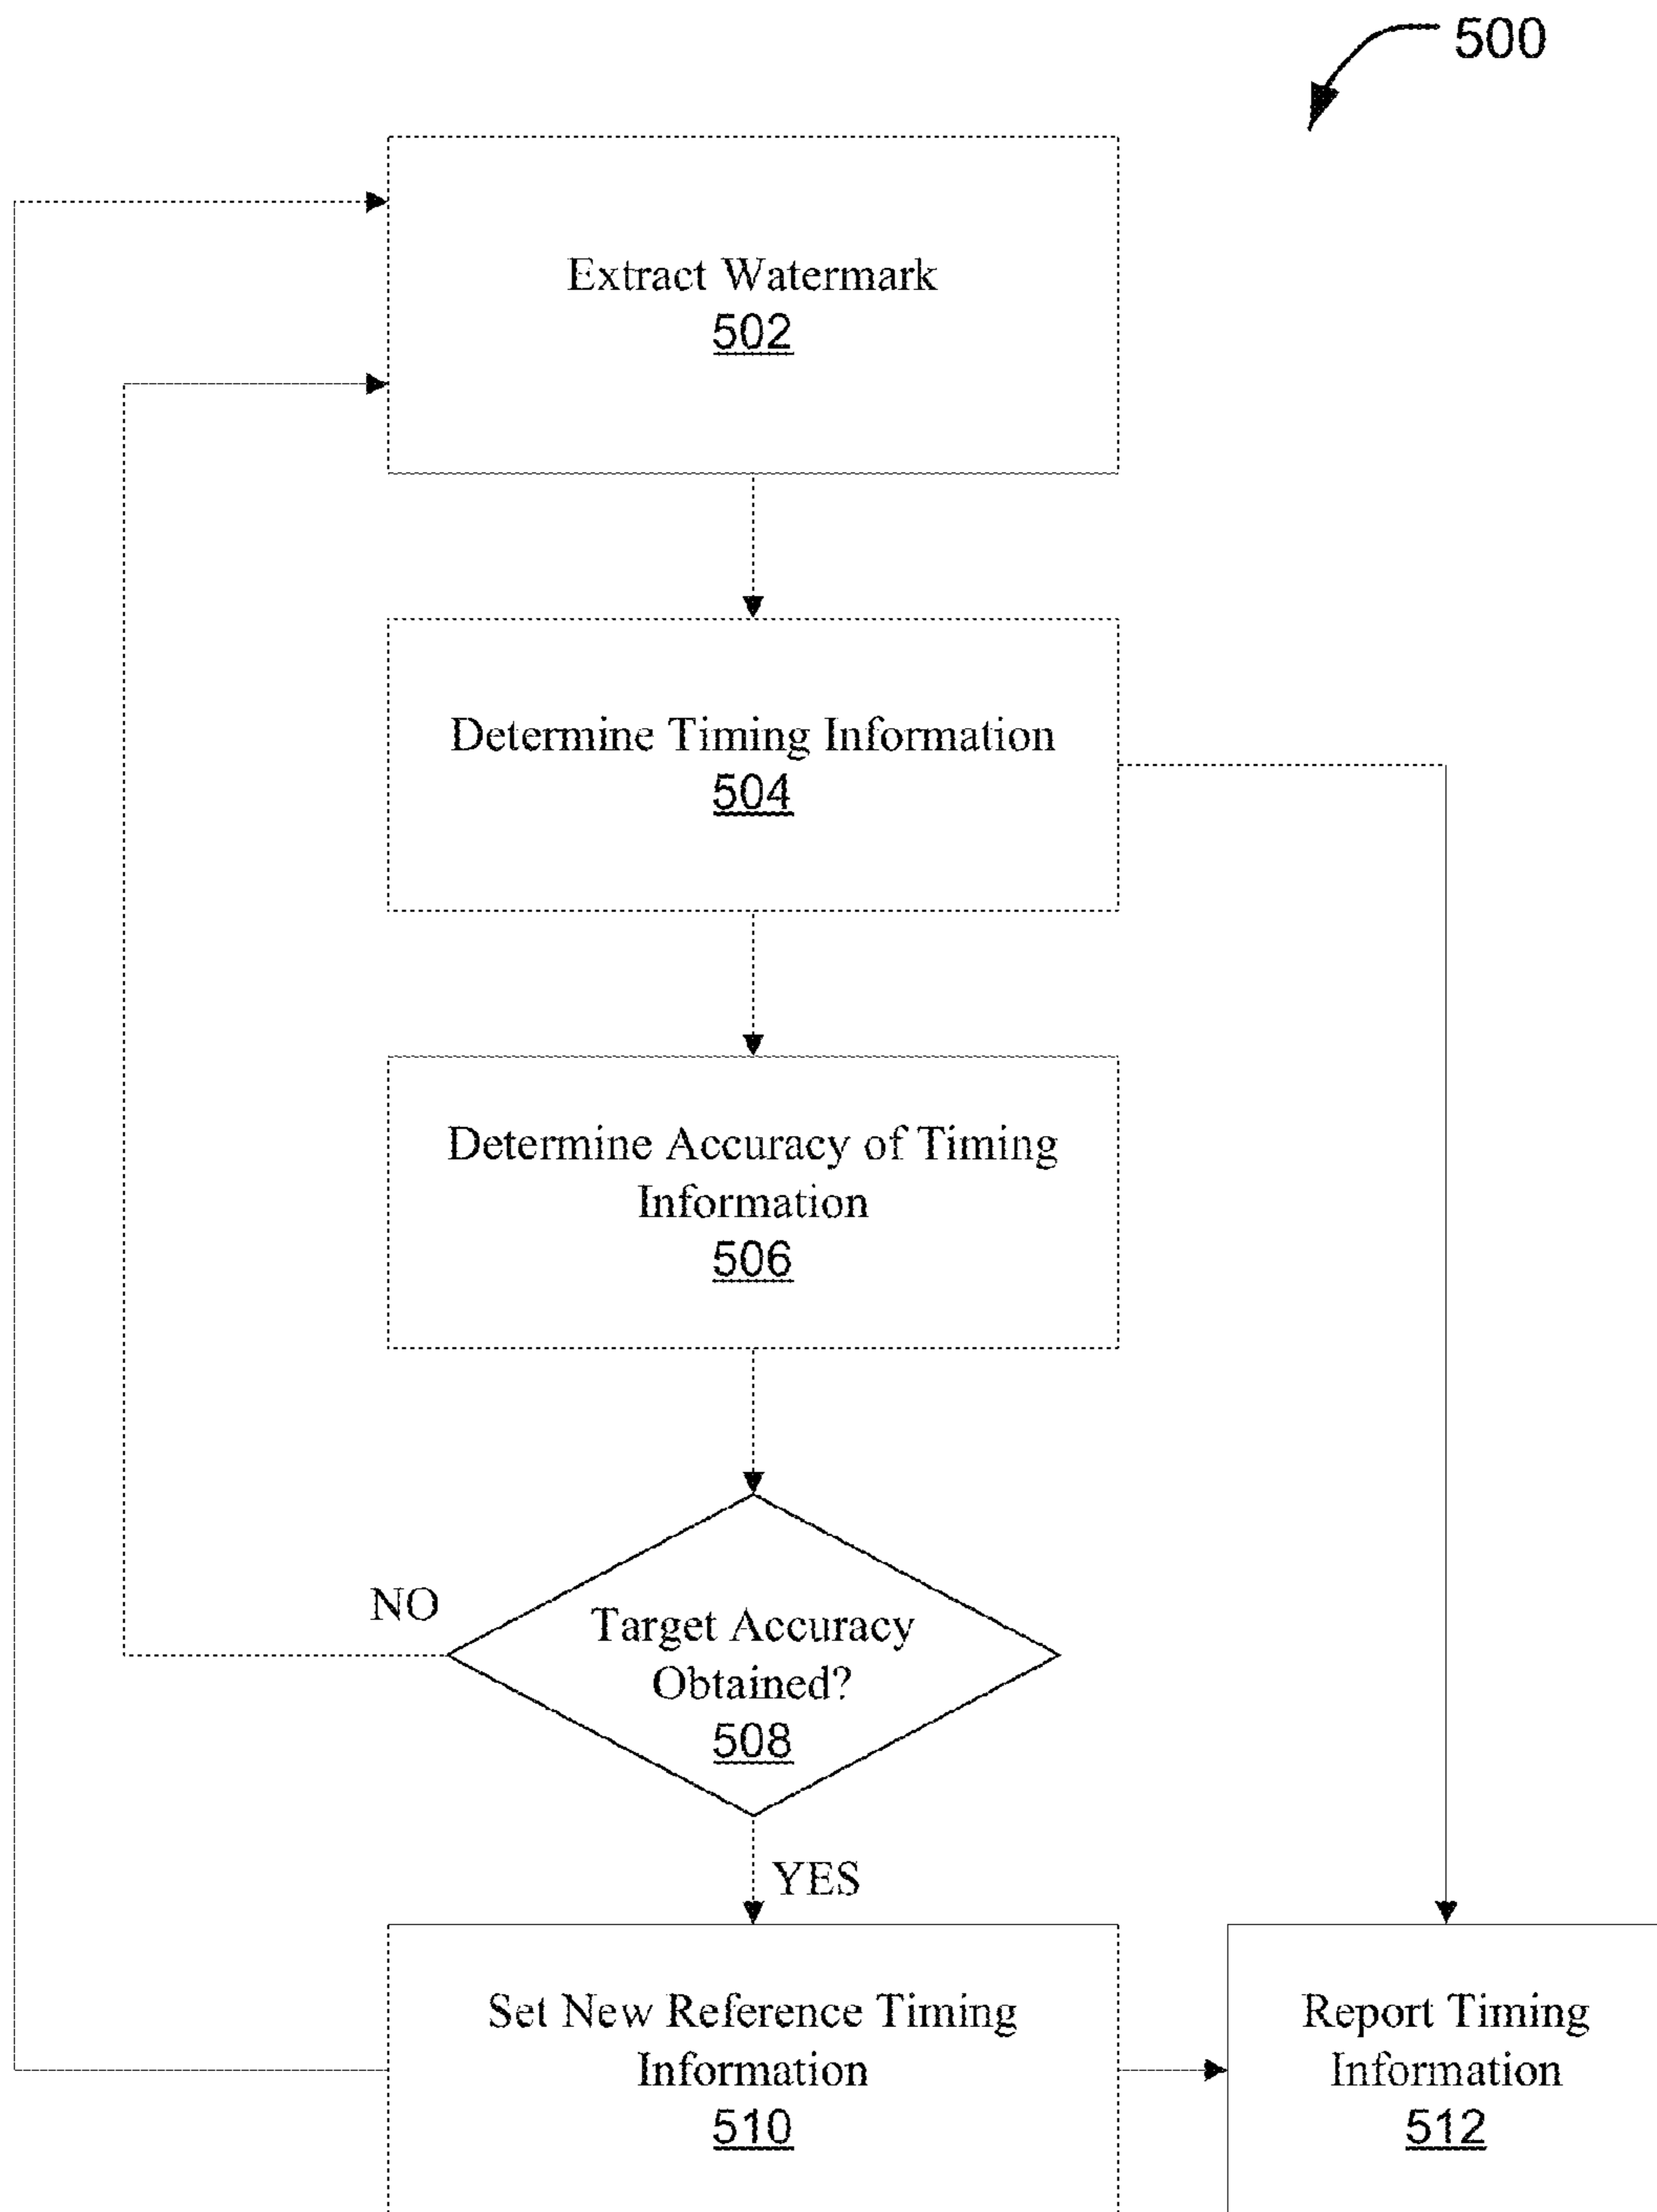 500
Extract Watermark
502
Determine Timing Information
504
Determine Accuracy of Timing
Information
506
NO
Target Accuracy
Obtained?
508
YES
Set New Reference Timing
Information
510
Report Timing
Information
512